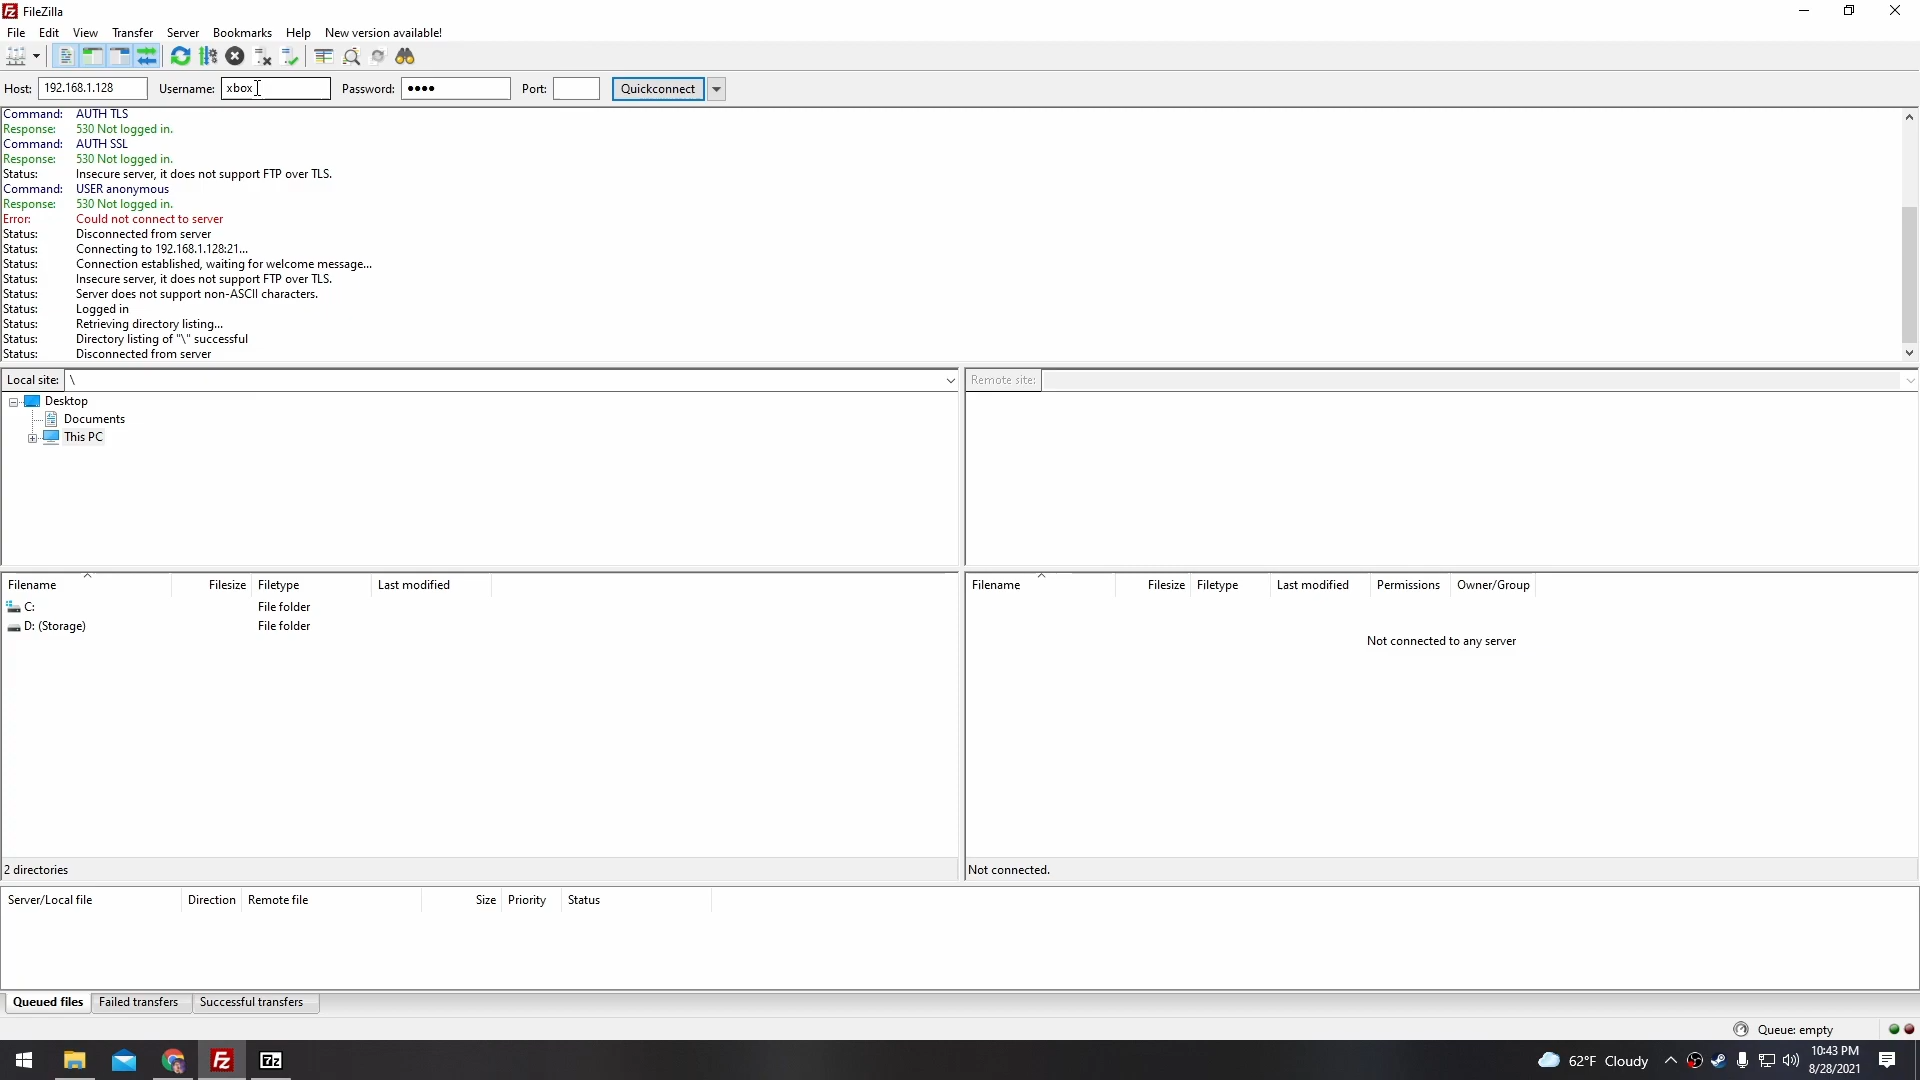 FileZilla
File Edit View Transfer Server Bookmarks Help New version available!
Host: 192.168.1.128 Username: xbox Password: •••• Port: Quickconnect
Command: AUTH TLS
Response: 530 Not logged in.
Command: AUTH SSL
Response: 530 Not logged in.
Status: Insecure server, it does not support FTP over TLS.
Command: USER anonymous
Response: 530 Not logged in.
Error: Could not connect to server
Status: Disconnected from server
Status: Connecting to 192.168.1.128:21...
Status: Connection established, waiting for welcome message...
Status: Insecure server, it does not support FTP over TLS.
Status: Server does not support non-ASCII characters.
Status: Logged in
Status: Retrieving directory listing...
Status: Directory listing of "\" successful
Status: Disconnected from server
Local site: \
Remote site:
Desktop
Documents
This PC
Filename Filesize Filetype Last modified
C: File folder
D: (Storage) File folder
2 directories
Filename Filesize Filetype Last modified Permissions Owner/Group
Not connected to any server
Not connected.
Server/Local file Direction Remote file Size Priority Status
Queued files Failed transfers Successful transfers
Queue: empty
Fz 7z
62°F Cloudy
10:43 PM
8/28/2021